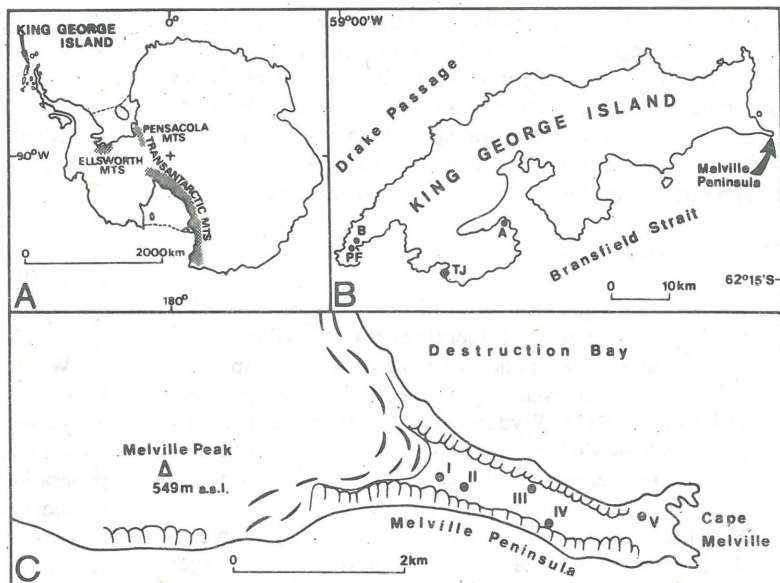 0°
KING GEORGE
ISLAND
90°W
PENSACOLA
MTS
ELLSWORTH
MTS
TRANSANTARCTIC MTS
0 2000km
A
180°
59°00'W
Drake Passage
KING GEORGE ISLAND
Melville
Peninsula
Bransfield Strait
B
PF
A
TJ
62°15'S
0 10km
B
Destruction Bay
Melville Peak
549m a.s.l.
I
II
III
IV
V
Cape
Melville
Melville Peninsula
0 2km
C